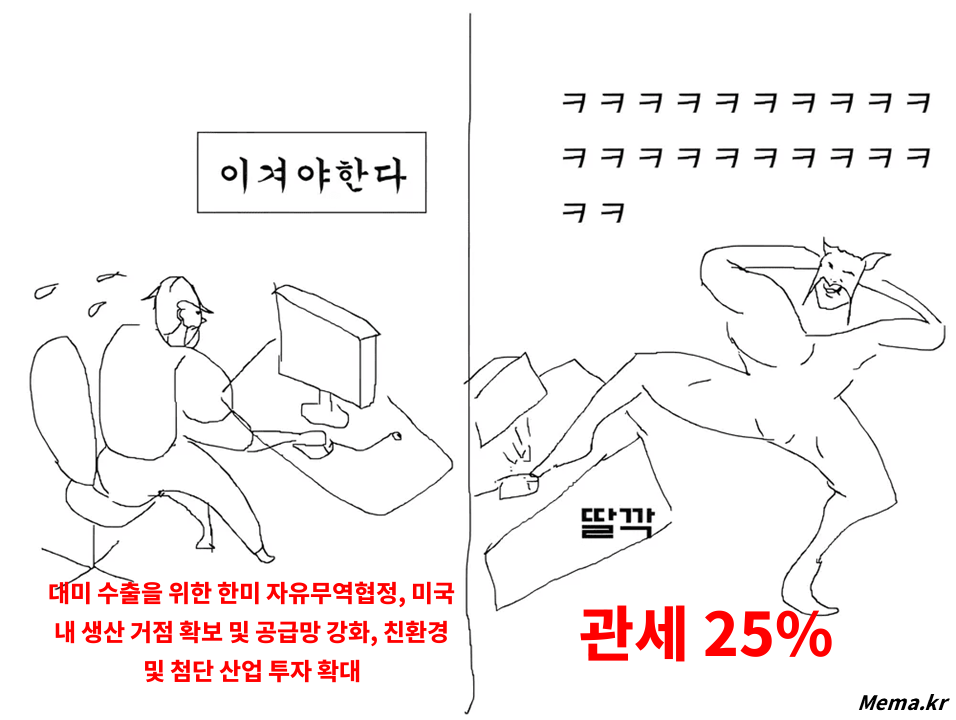 이겨야한다
대미 수출을 위한 한미 자유무역협정, 미국
내 생산 거점 확보 및 공급망 강화, 친환경
및 첨단 산업 투자 확대
ㅋㅋㅋㅋㅋㅋㅋㅋㅋㅋ
ㅋㅋㅋㅋㅋㅋㅋㅋㅋㅋ
ㅋㅋ
딸깍
관세 25%
Mema.kr